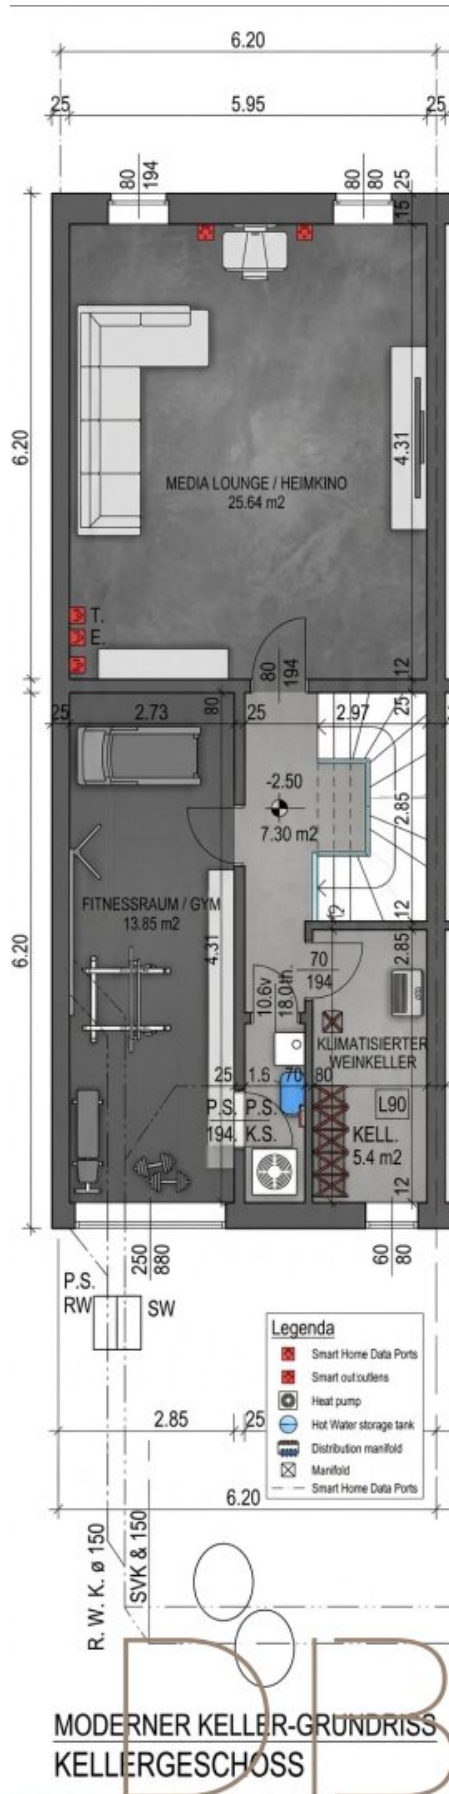 6.20
25 5.95 25
80
194
80
80
25
15
6.20
4.31
MEDIA LOUNGE / HEIMKINO
25.64 m2
T.
E.
80
194
12
25 2.73 80 25 2.97 25
-2.50
7.30 m2
2.85
6.20
FITNESSRAUM / GYM
13.85 m2
4.31
12
12
2.85
70
194
10.6v
18.0
KLIMATISIERTER
WEINKELLER
25 1.6 70 80
P.S. P.S.
194. K.S.
L90
KELL.
5.4 m2
12
250
880
60
80
P.S.
RW
SW
Legenda
Smart Home Data Ports
Smart out:outlens
Heat pump
Hot Water storage tank
Distribution manifold
Manifold
Smart Home Data Ports
2.85 25
6.20
R. W. K. ø 150
SVK & 150
DB
MODERNER KELLER-GRUNDRISS
KELLERGESCHOSS